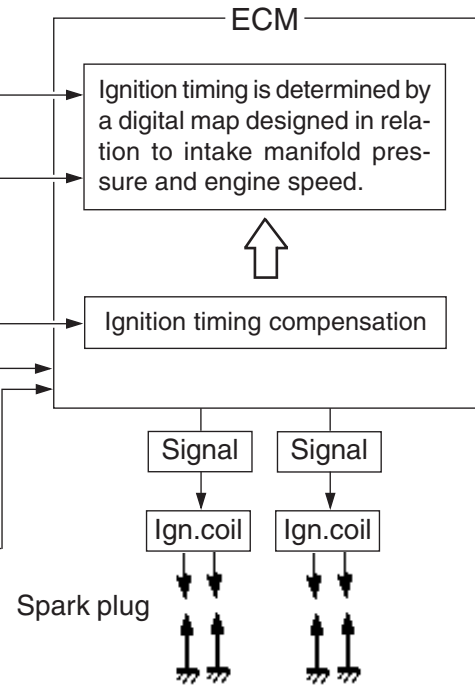 ECM
Ignition timing is determined by
a digital map designed in rela-
tion to intake manifold pres-
sure and engine speed.
Ignition timing compensation
Signal Signal
Ign.coil Ign.coil
Spark plug